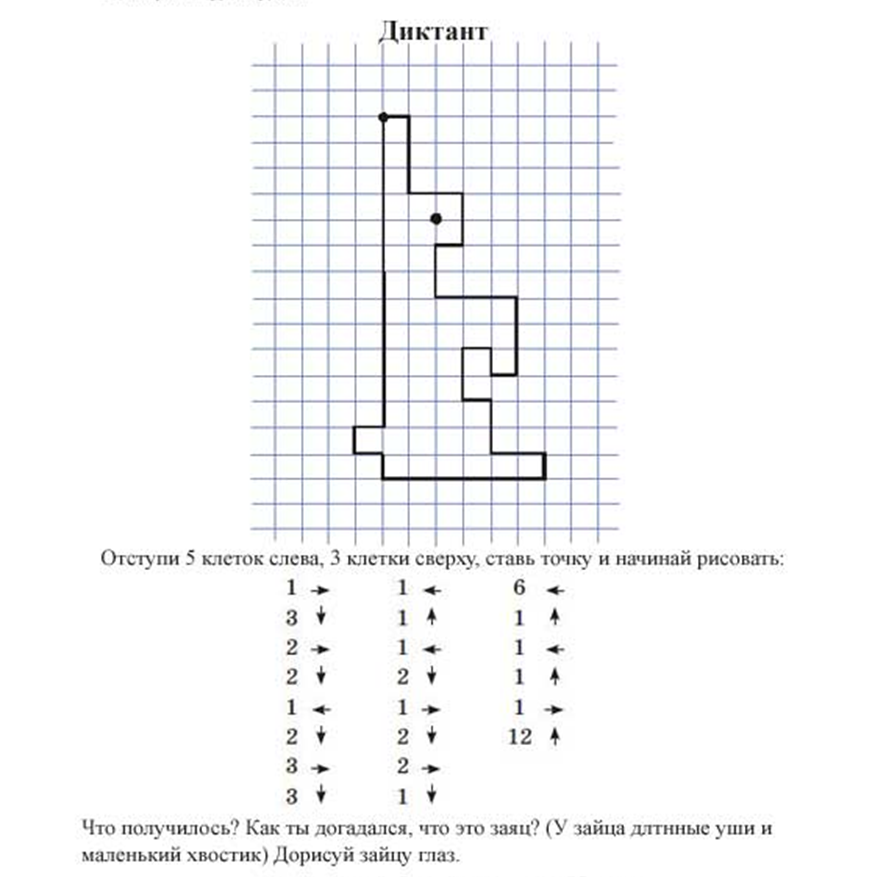 Диктант
Отступи 5 клеток слева, 3 клетки сверху, ставь точку и начинай рисовать:
1 → 1 ← 6 ←
3 ↓ 1 ↑ 1 ↑
2 → 1 ← 1 ←
2 ↓ 2 ↓ 1 ↑
1 ← 1 → 1 →
2 ↓ 2 ↓ 12 ↑
3 → 2 →
3 ↓ 1 ↓
Что получилось? Как ты догадался, что это заяц? (У зайца длтнные уши и
маленький хвостик) Дорисуй зайцу глаз.